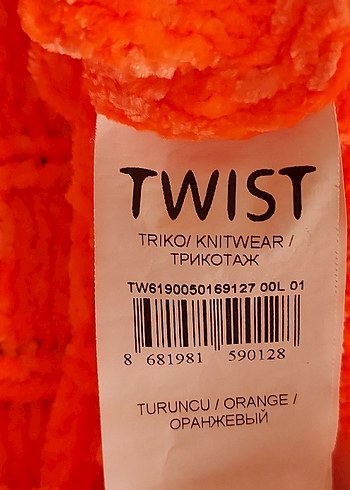 TWIST
TRIKO/ KNITWEAR /
ТРИКОТАЖ
TW6190050169127 00L 01
8 681981 590128
TURUNCU / ORANGE /
ОРАНЖЕВЫЙ